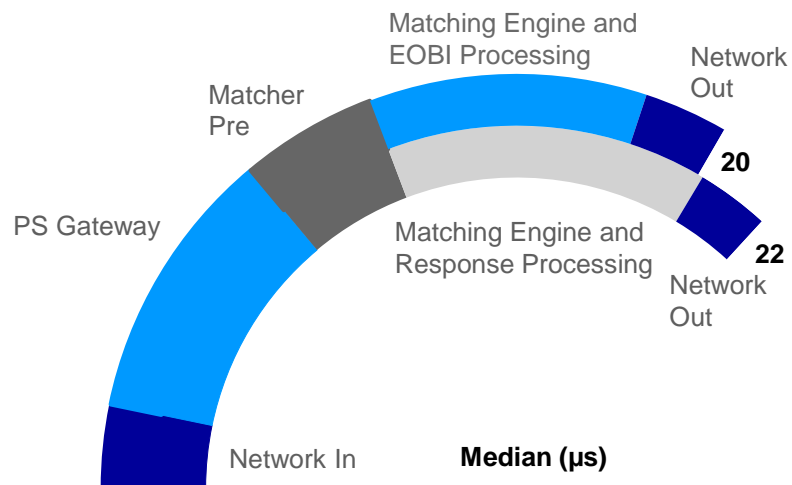 Matching Engine and
EOBI Processing
Network
Out
Matcher
Pre
20
PS Gateway
Matching Engine and
Response Processing
22
Network
Out
Network In
Median (µs)